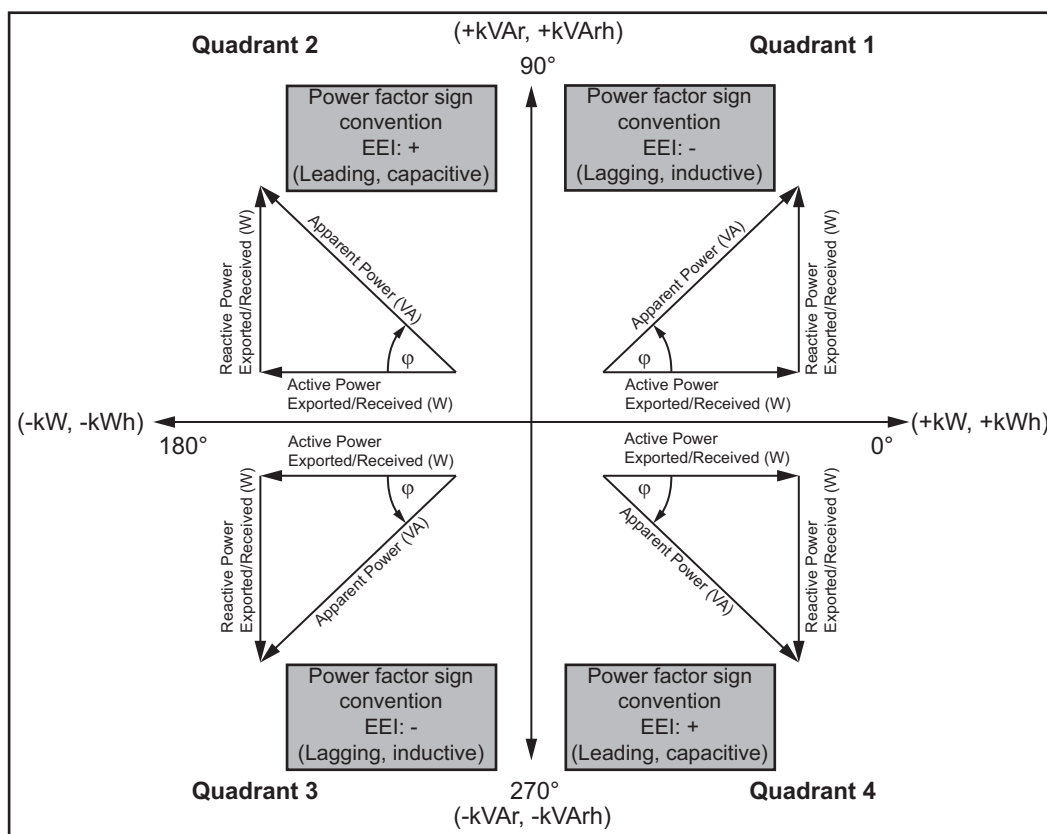 (+kVAr, +kVArh)
Quadrant 2
Quadrant 1
90°
Power factor sign
convention
EEI: +
(Leading, capacitive)
Power factor sign
convention
EEI: -
(Lagging, inductive)
Reactive Power
Exported/Received (W)
Apparent Power (VA)
φ
Active Power
Exported/Received (W)
Apparent Power (VA)
φ
Active Power
Exported/Received (W)
Reactive Power
Exported/Received (W)
(-kW, -kWh)
180°
(+kW, +kWh)
0°
Active Power
Exported/Received (W)
φ
Reactive Power
Exported/Received (W)
Apparent Power (VA)
Active Power
Exported/Received (W)
φ
Apparent Power (VA)
Reactive Power
Exported/Received (W)
Power factor sign
convention
EEI: -
(Lagging, inductive)
Power factor sign
convention
EEI: +
(Leading, capacitive)
Quadrant 3
270°
Quadrant 4
(-kVAr, -kVArh)